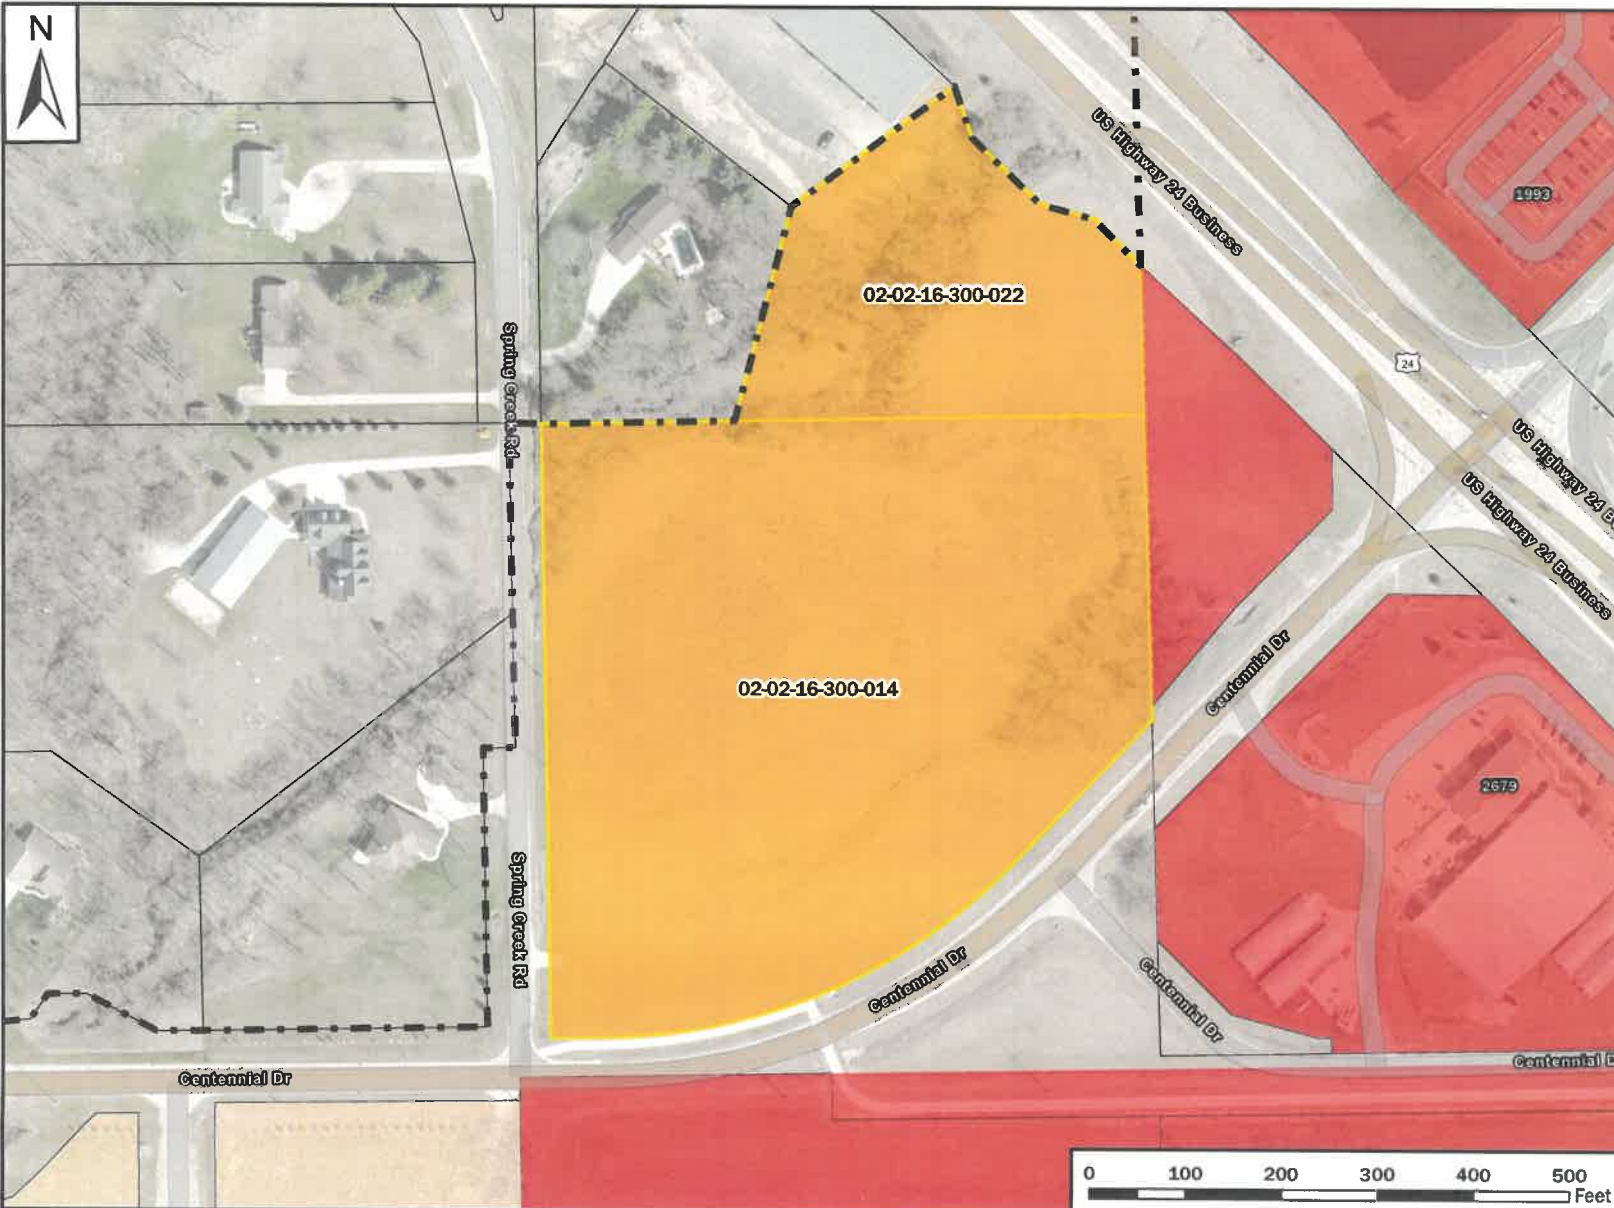 N
US Highway 24 Business
1993
02-02-16-300-022
24
Spring Creek Rd
US Highway 24 B
US Highway 24 Business
02-02-16-300-014
Centennial Dr
2679
Spring Creek Rd
Centennial Dr
Centennial Dr
Centennial D
Centennial Dr
0 100 200 300 400 500
Feet